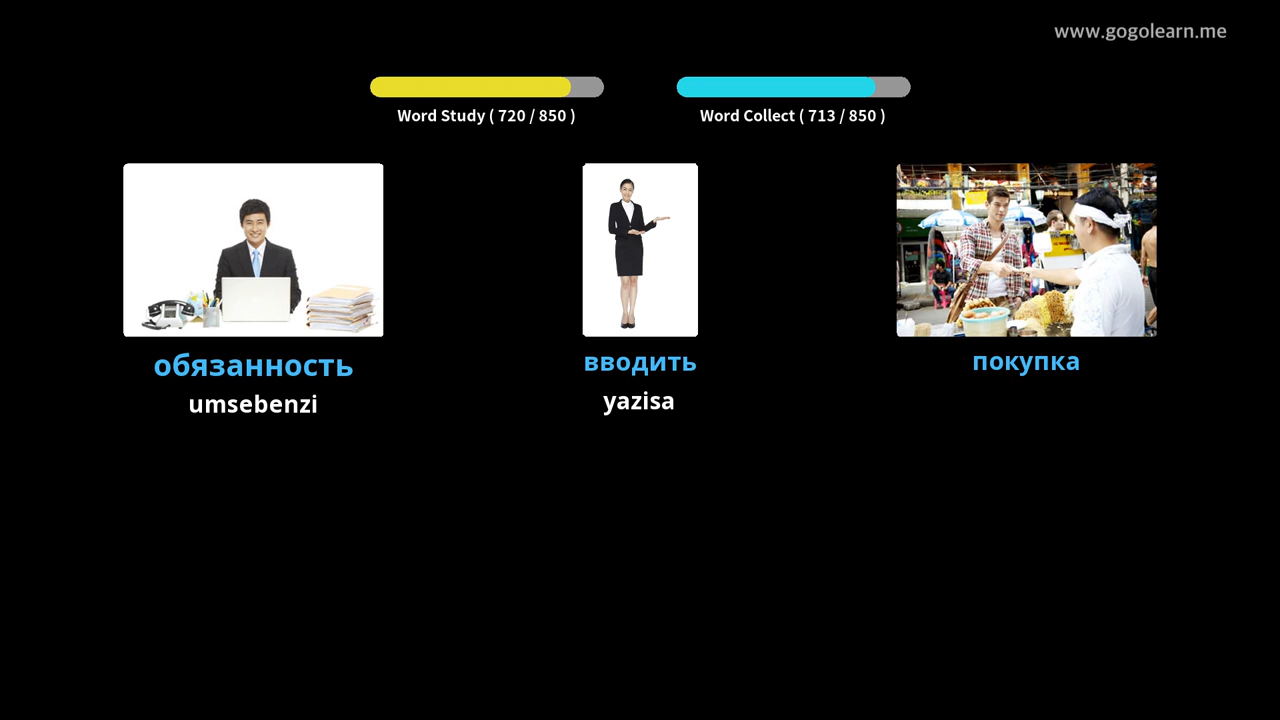 www.gogolearn.me
Word Study ( 720 / 850 )
Word Collect ( 713 / 850 )
обязанность
umsebenzi
вводить
yazisa
покупка